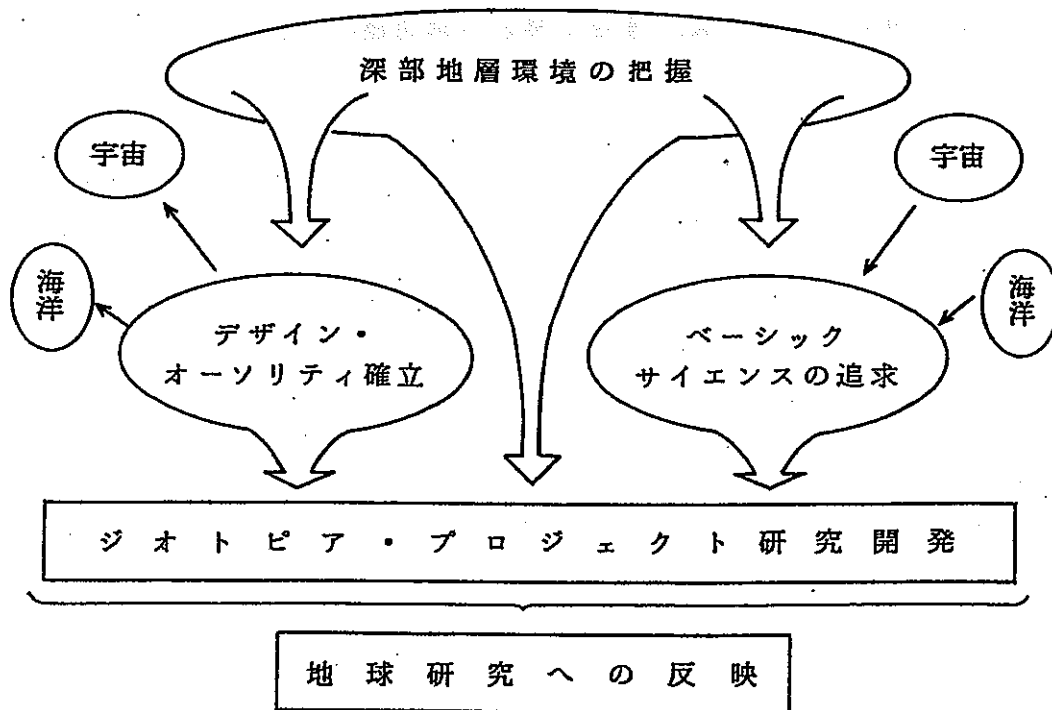 深部地層環境の把握
宇宙
宇宙
海洋
海洋
デザイン・
オーソリティ確立
ベーシック
サイエンスの追求
ジオトピア・プロジェクト研究開発
地球研究への反映